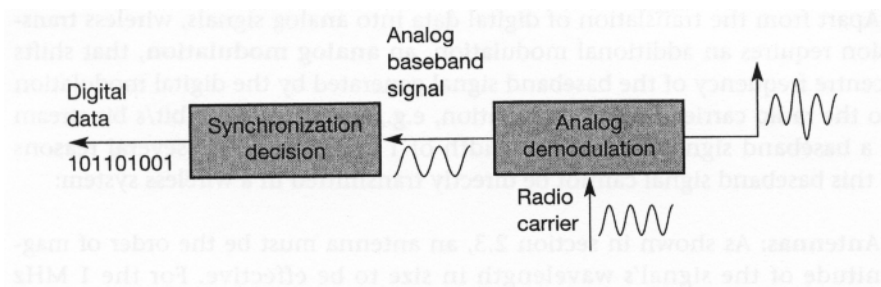 Apart from the translation of digital data into analog signals, wireless trans-
requires an additional modulation, an analog modulation, that shifts
centre frequency of the baseband signal generated by the digital modulation
Analog
baseband
signal
Digital
data
101101001
Synchronization
decision
Analog
demodulation
Radio
carrier
a baseband signal
this baseband signal cannot be directly transmitted in a wireless system:
Antennas: As shown in section 2.3, an antenna must be the order of mag-
nitude of the signal's wavelength in size to be effective. For the 1 MHz